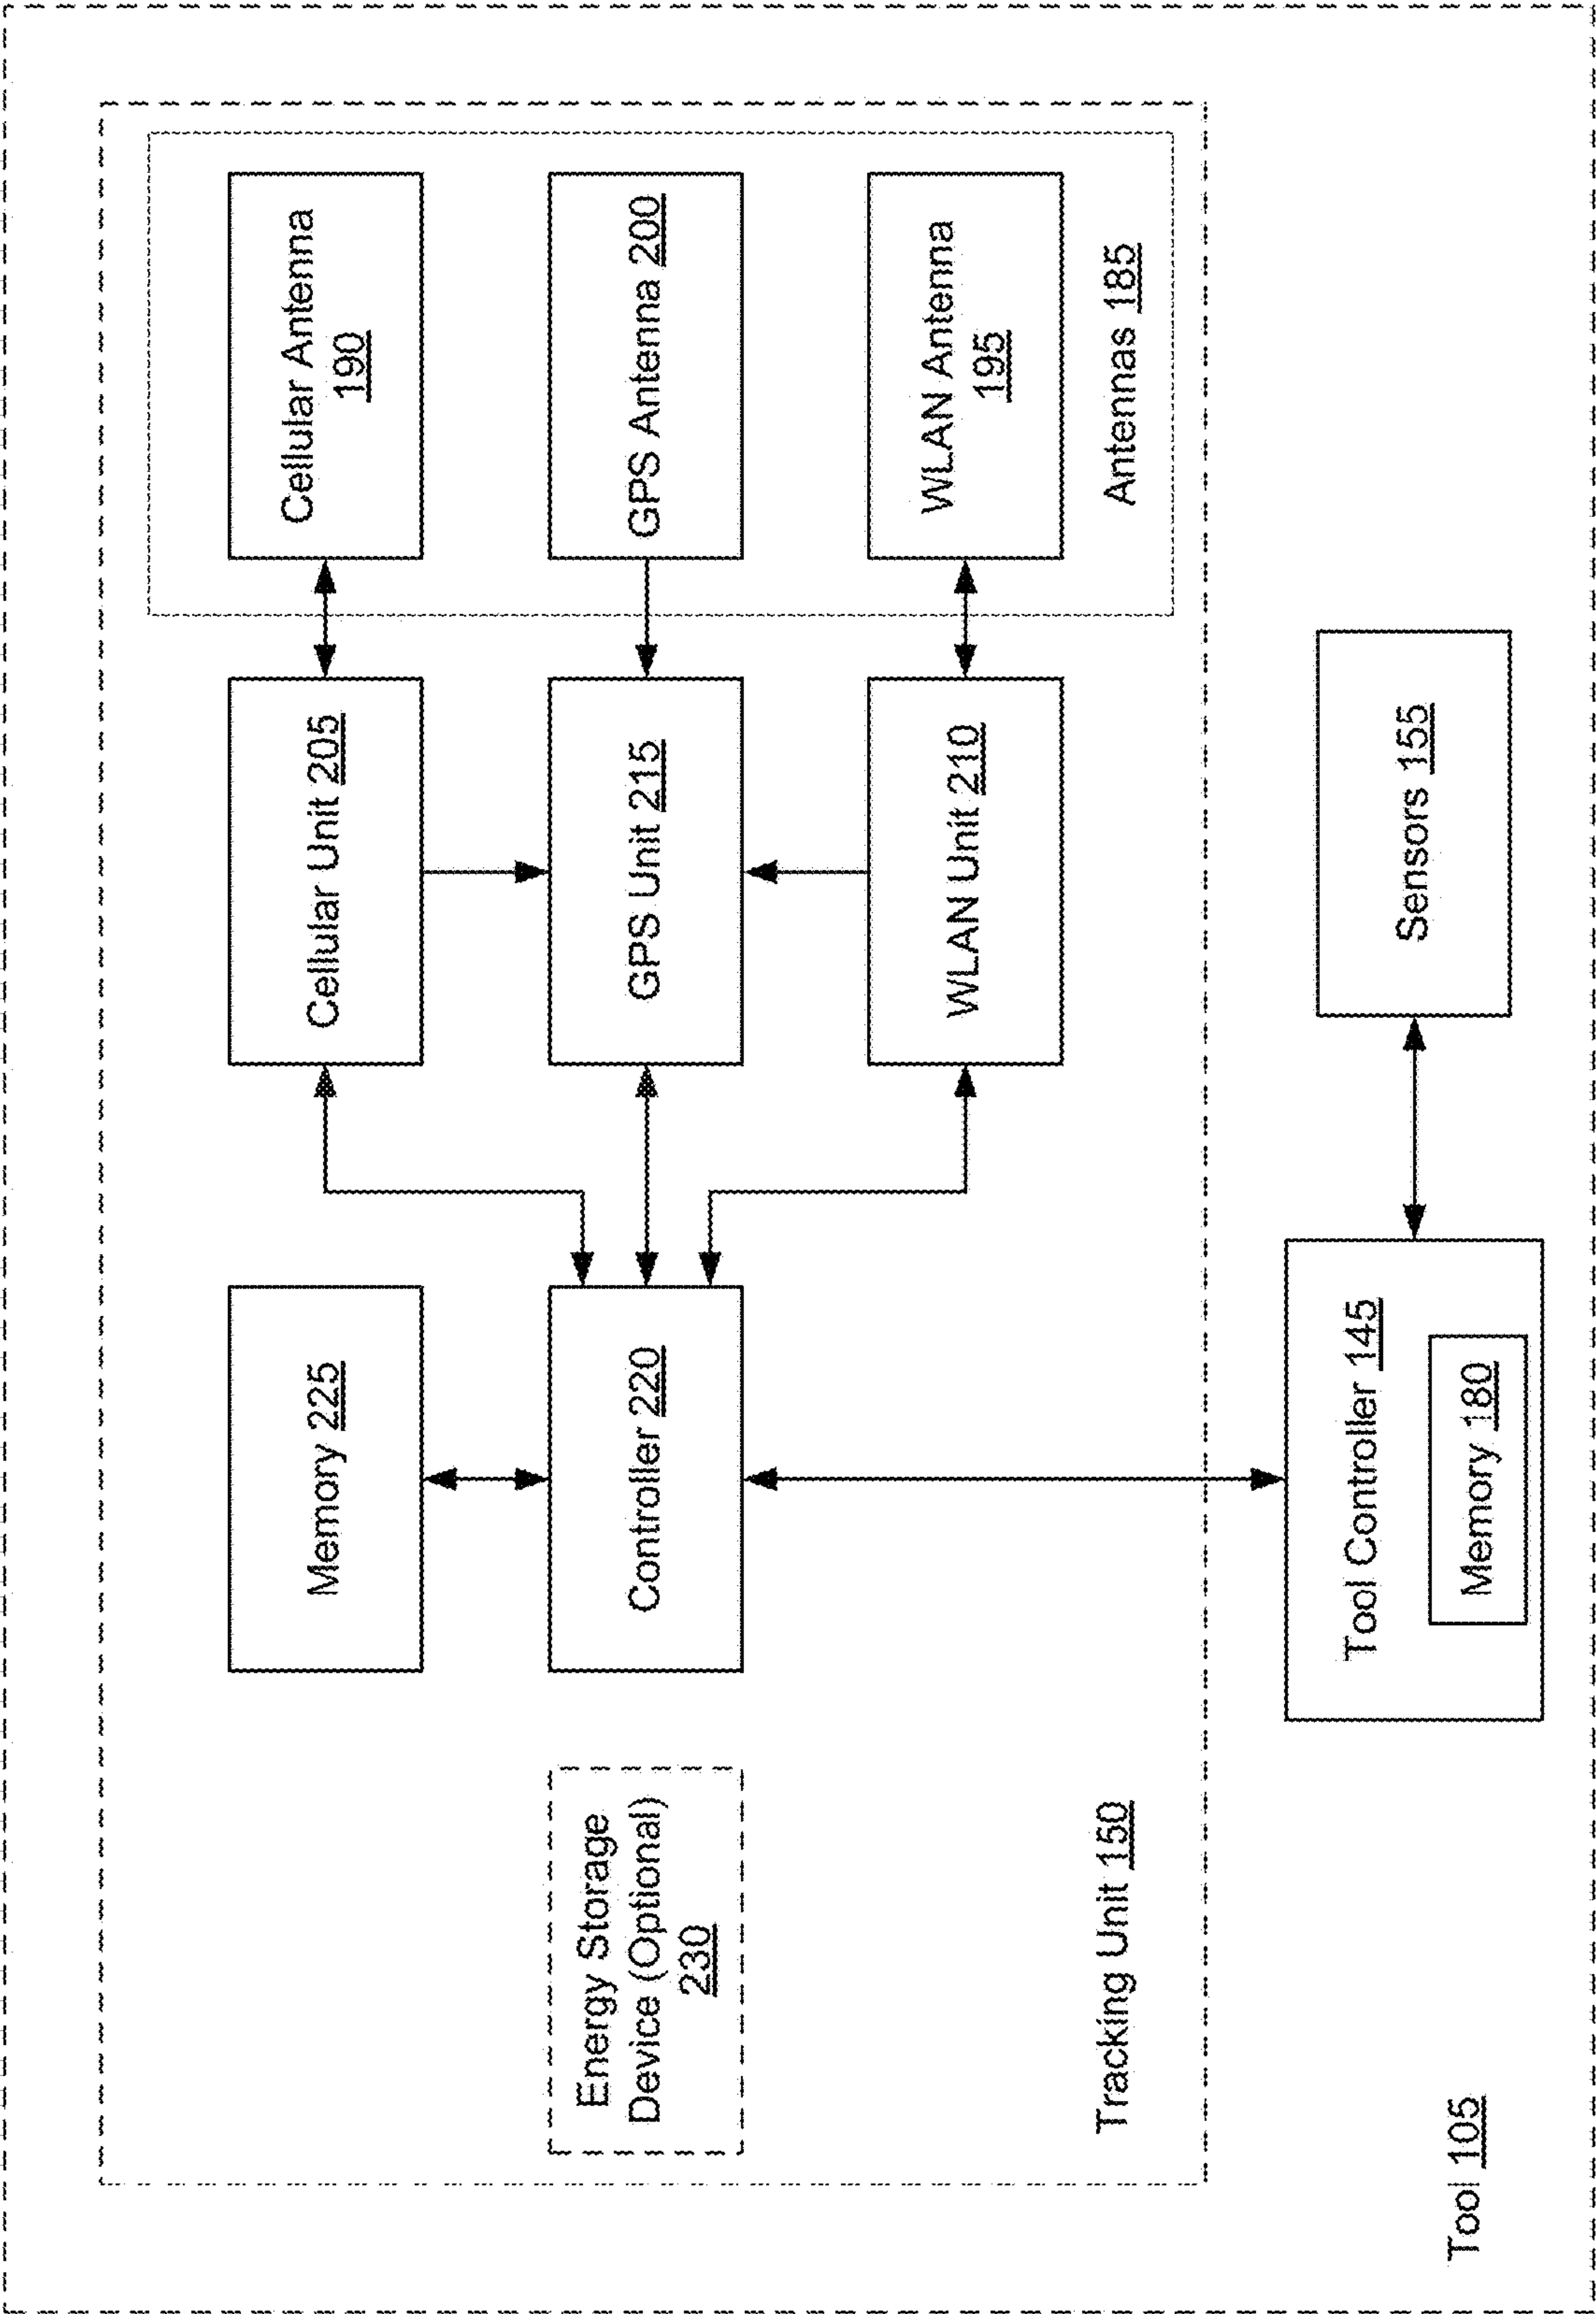 Energy Storage
Device (Optional)
230
Memory 225
Controller 220
Cellular Unit 205
GPS Unit 215
WLAN Unit 210
Cellular Antenna
190
GPS Antenna 200
WLAN Antenna
195
Antennas 185
Tracking Unit 150
Tool Controller 145
Memory 180
Sensors 155
Tool 105